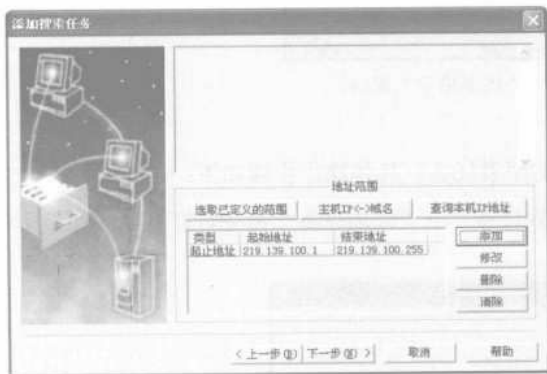 添加搜索任务
地址范围
选取已定义的范围 主机IP<->域名 查询本机IP地址
类型 起始地址 结束地址
起止地址 219.139.100.1 219.139.100.255
添加
修改
删除
清除
< 上一步(B) 下一步(N) > 取消 帮助